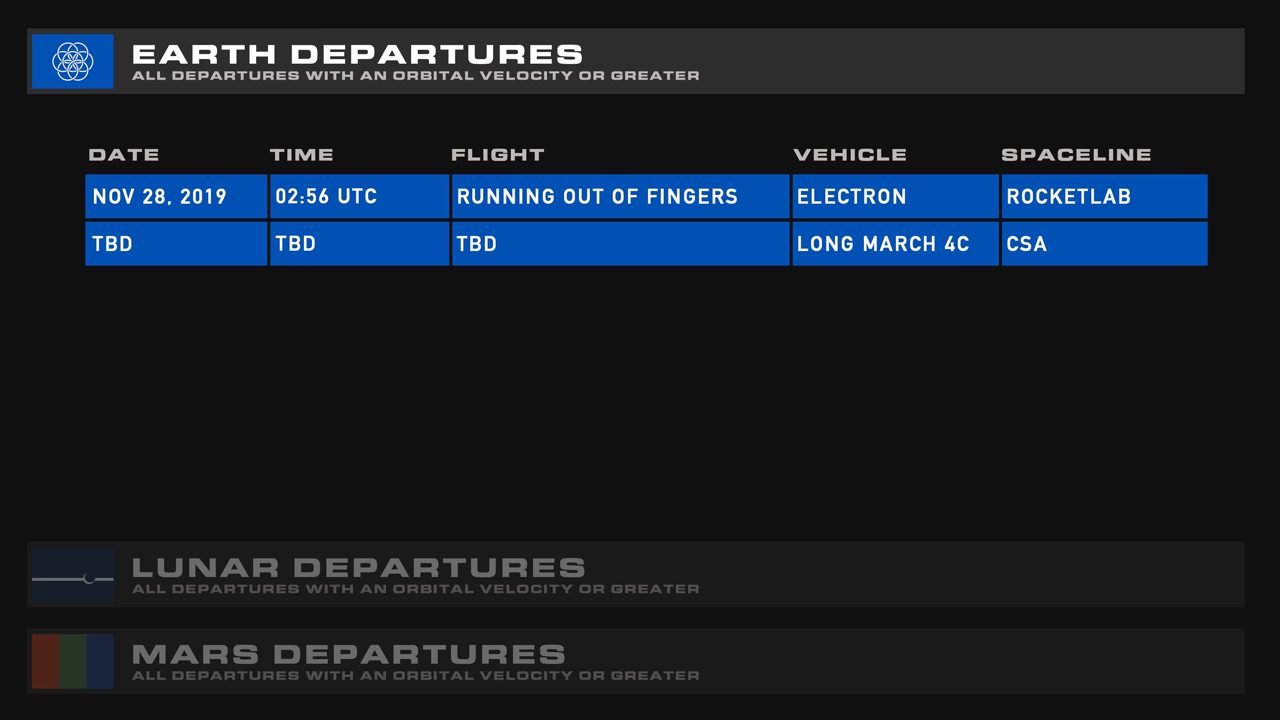 EARTH DEPARTURES
ALL DEPARTURES WITH AN ORBITAL VELOCITY OR GREATER
DATE TIME FLIGHT VEHICLE SPACELINE
NOV 28, 2019 02:56 UTC RUNNING OUT OF FINGERS ELECTRON ROCKETLAB
TBD TBD TBD LONG MARCH 4C CSA
LUNAR DEPARTURES
ALL DEPARTURES WITH AN ORBITAL VELOCITY OR GREATER
MARS DEPARTURES
ALL DEPARTURES WITH AN ORBITAL VELOCITY OR GREATER